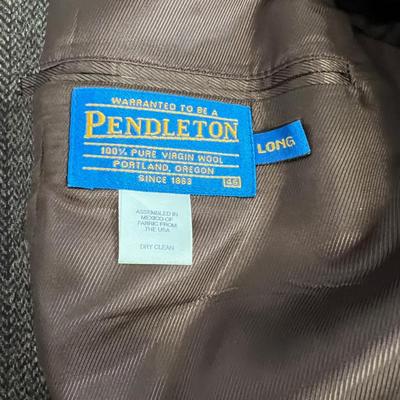 WARRANTED TO BE A
PENDLETON
100% PURE VIRGIN WOOL
PORTLAND, OREGON
SINCE 1863 46
LONG
ASSEMBLED IN
MEXICO OF
FABRIC FROM
THE USA
DRY CLEAN